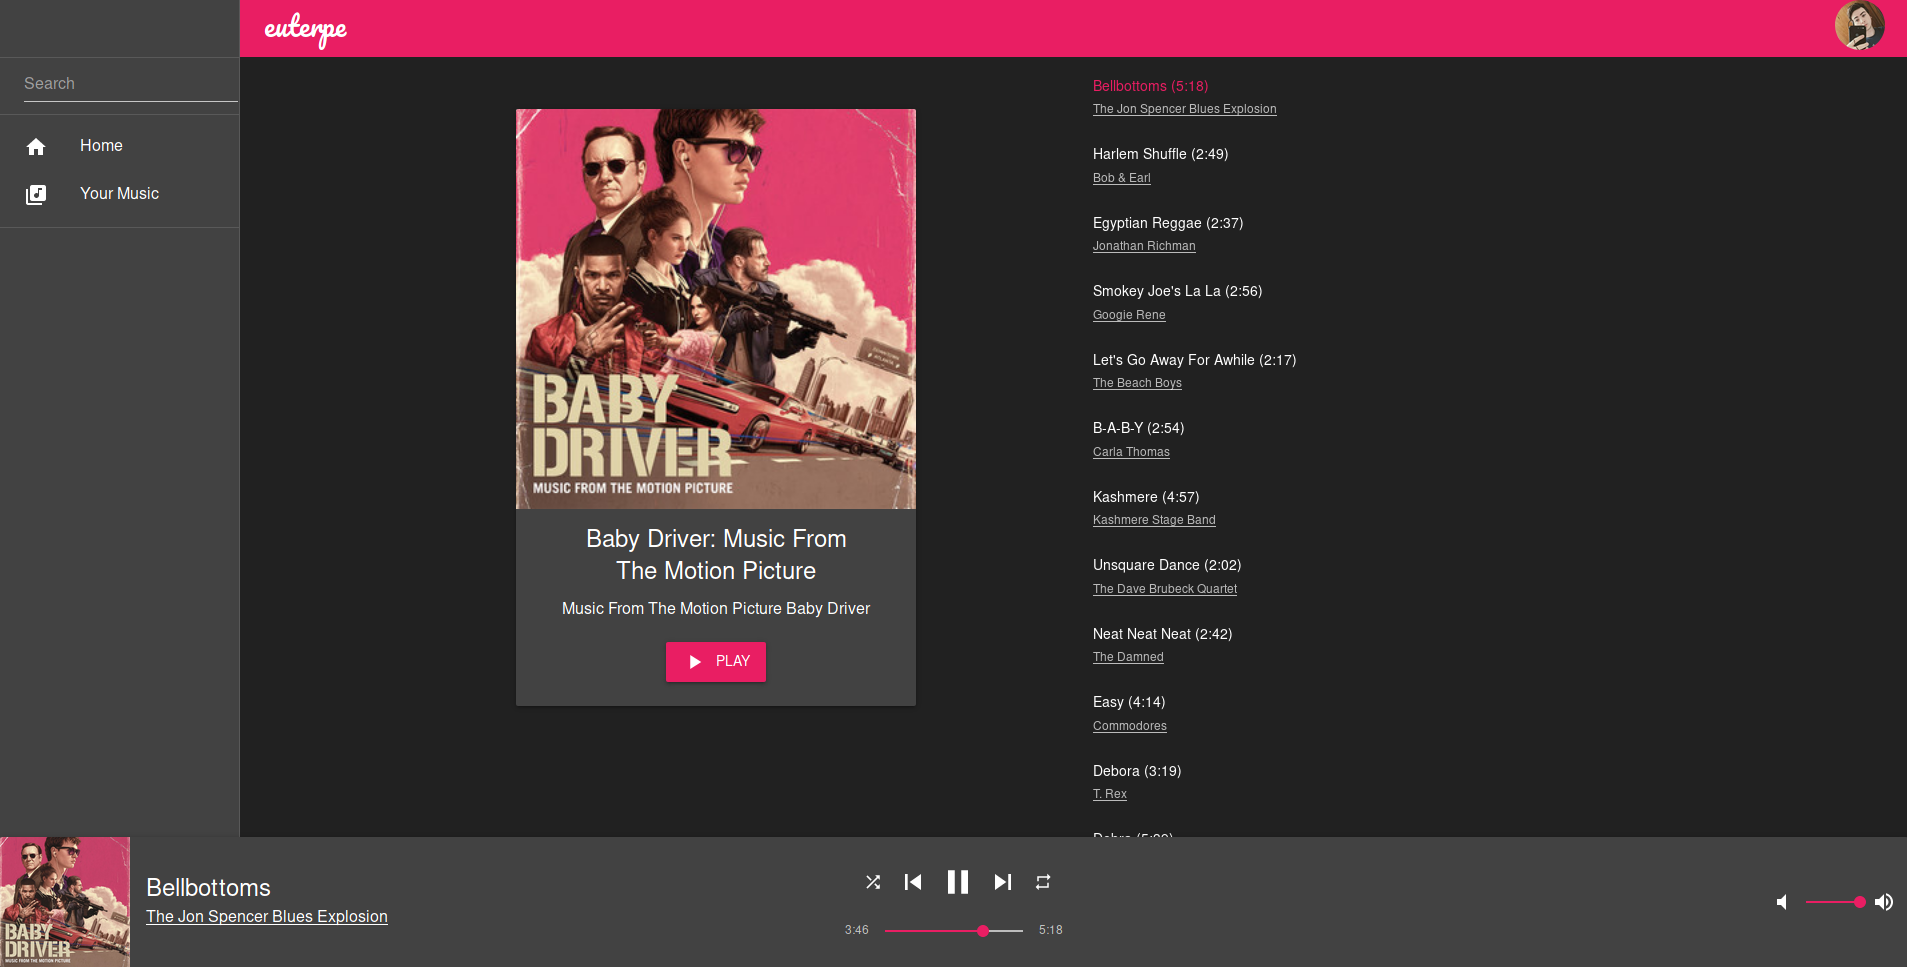 euterpe
Search
Home
Your Music
BABY
DRIVER
MUSIC FROM THE MOTION PICTURE
Baby Driver: Music From
The Motion Picture
Music From The Motion Picture Baby Driver
PLAY
Bellbottoms (5:18)
The Jon Spencer Blues Explosion
Harlem Shuffle (2:49)
Bob & Earl
Egyptian Reggae (2:37)
Jonathan Richman
Smokey Joe's La La (2:56)
Googie Rene
Let's Go Away For Awhile (2:17)
The Beach Boys
B-A-B-Y (2:54)
Carla Thomas
Kashmere (4:57)
Kashmere Stage Band
Unsquare Dance (2:02)
The Dave Brubeck Quartet
Neat Neat Neat (2:42)
The Damned
Easy (4:14)
Commodores
Debora (3:19)
T. Rex
BABY
DRIVER
MUSIC FROM THE MOTION PICTURE
Bellbottoms
The Jon Spencer Blues Explosion
3:46
5:18